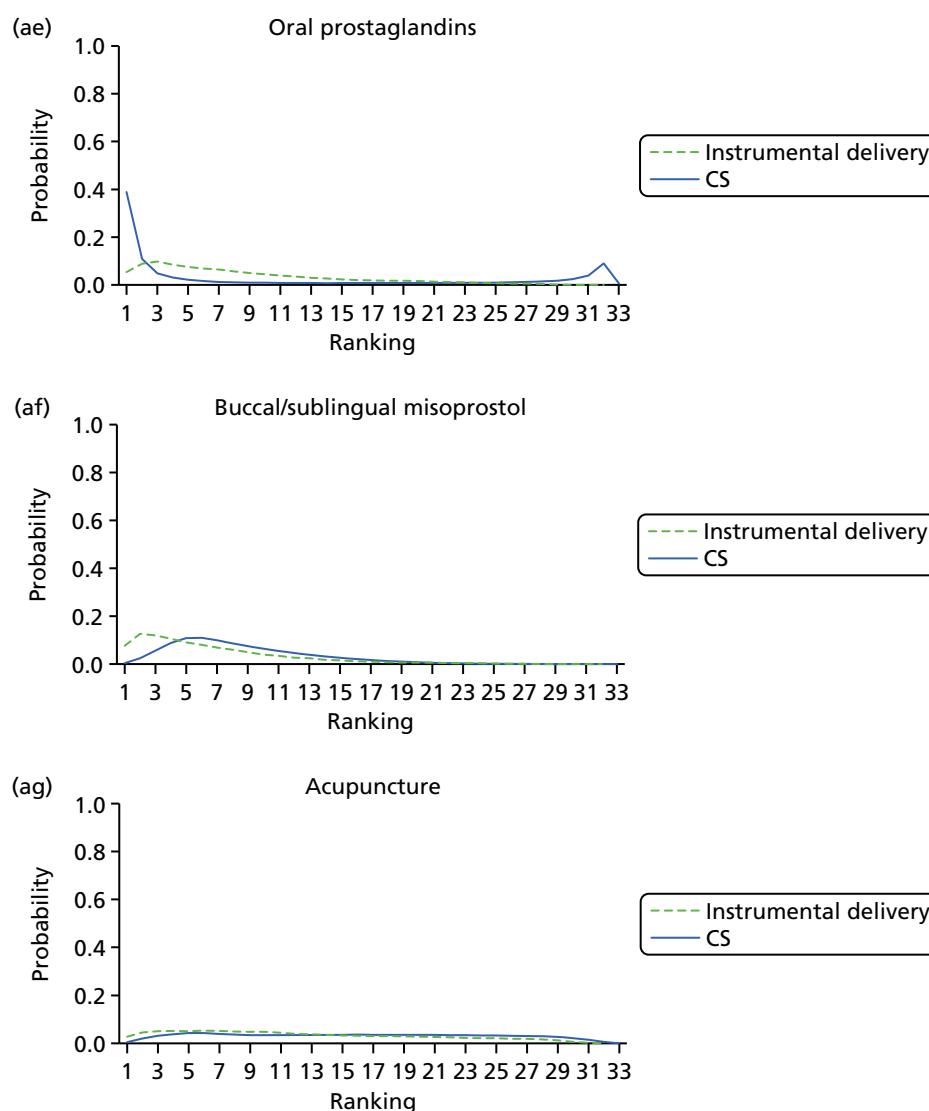 (ae) Oral prostaglandins
1.0
0.8
0.6
0.4
0.2
0.0
Probability
1 3 5 7 9 11 13 15 17 19 21 23 25 27 29 31 33
Ranking
Instrumental delivery
CS
(af) Buccal/sublingual misoprostol
1.0
0.8
0.6
0.4
0.2
0.0
Probability
1 3 5 7 9 11 13 15 17 19 21 23 25 27 29 31 33
Ranking
Instrumental delivery
CS
(ag) Acupuncture
1.0
0.8
0.6
0.4
0.2
0.0
Probability
1 3 5 7 9 11 13 15 17 19 21 23 25 27 29 31 33
Ranking
Instrumental delivery
CS